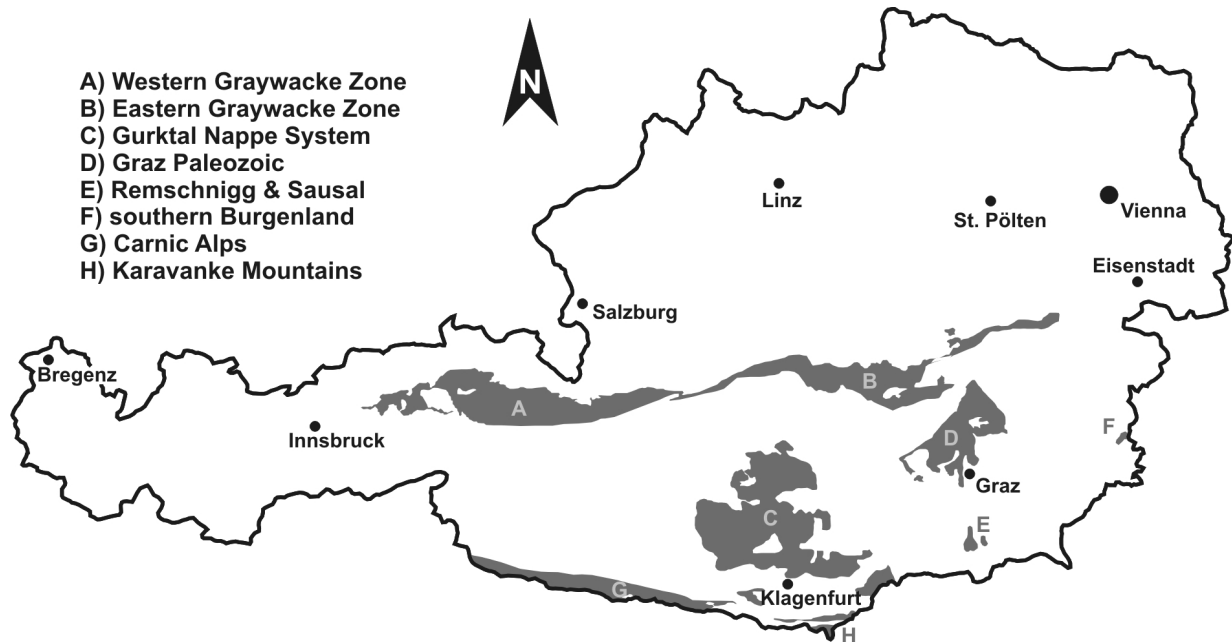 N
A) Western Graywacke Zone
B) Eastern Graywacke Zone
C) Gurktal Nappe System
D) Graz Paleozoic
E) Remschnigg & Sausal
F) southern Burgenland
G) Carnic Alps
H) Karavanke Mountains
Linz
St. Pölten
Vienna
Eisenstadt
Salzburg
Bregenz
Innsbruck
A
B
C
D
Graz
E
F
G
Klagenfurt
H